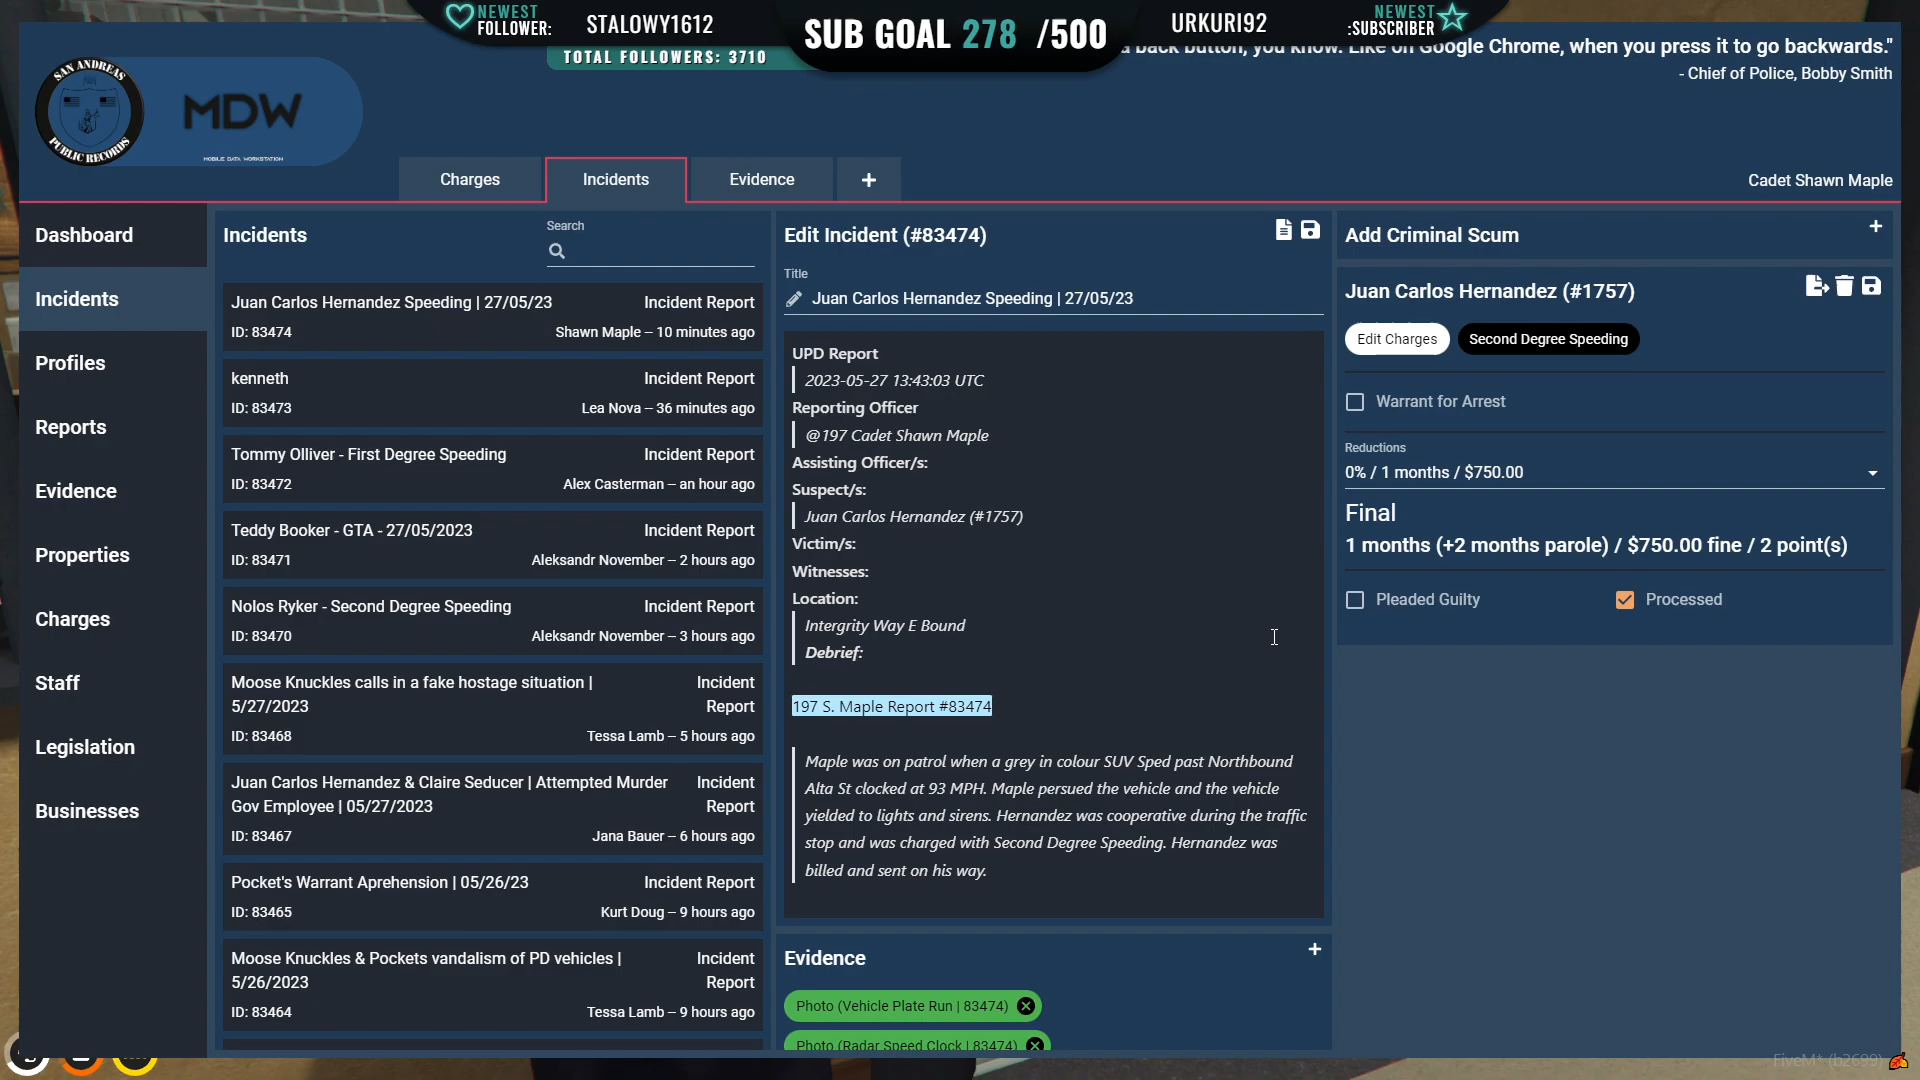 NEWEST
FOLLOWER:
STALOWY1612
SUB GOAL 278 /500
URKURI92
NEWEST
:SUBSCRIBER
TOTAL FOLLOWERS: 3710
back button, you know. Like on Google Chrome, when you press it to go backwards."
- Chief of Police, Bobby Smith
SAN ANDREAS
PUBLIC RECORDS
MDW
MOBILE DATA WORKSTATION
Charges
Incidents
Evidence
+
Cadet Shawn Maple
Dashboard
Incidents
Profiles
Reports
Evidence
Properties
Charges
Staff
Legislation
Businesses
Incidents
Search
Juan Carlos Hernandez Speeding | 27/05/23
Incident Report
ID: 83474
Shawn Maple – 10 minutes ago
kenneth
Incident Report
ID: 83473
Lea Nova – 36 minutes ago
Tommy Olliver - First Degree Speeding
Incident Report
ID: 83472
Alex Casterman – an hour ago
Teddy Booker - GTA - 27/05/2023
Incident Report
ID: 83471
Aleksandr November – 2 hours ago
Nolos Ryker - Second Degree Speeding
Incident Report
ID: 83470
Aleksandr November – 3 hours ago
Moose Knuckles calls in a fake hostage situation |
5/27/2023
Incident
Report
ID: 83468
Tessa Lamb – 5 hours ago
Juan Carlos Hernandez & Claire Seducer | Attempted Murder
Gov Employee | 05/27/2023
Incident
Report
ID: 83467
Jana Bauer – 6 hours ago
Pocket's Warrant Aprehension | 05/26/23
Incident Report
ID: 83465
Kurt Doug – 9 hours ago
Moose Knuckles & Pockets vandalism of PD vehicles |
5/26/2023
Incident
Report
ID: 83464
Tessa Lamb – 9 hours ago
Edit Incident (#83474)
Title
Juan Carlos Hernandez Speeding | 27/05/23
UPD Report
2023-05-27 13:43:03 UTC
Reporting Officer
@197 Cadet Shawn Maple
Assisting Officer/s:
Suspect/s:
Juan Carlos Hernandez (#1757)
Victim/s:
Witnesses:
Location:
Intergrity Way E Bound
Debrief:
197 S. Maple Report #83474
Maple was on patrol when a grey in colour SUV Sped past Northbound
Alta St clocked at 93 MPH. Maple persued the vehicle and the vehicle
yielded to lights and sirens. Hernandez was cooperative during the traffic
stop and was charged with Second Degree Speeding. Hernandez was
billed and sent on his way.
Evidence
+
Photo (Vehicle Plate Run | 83474)
Photo (Radar Speed Clock | 83474)
Add Criminal Scum
+
Juan Carlos Hernandez (#1757)
Edit Charges
Second Degree Speeding
Warrant for Arrest
Reductions
0% / 1 months / $750.00
Final
1 months (+2 months parole) / $750.00 fine / 2 point(s)
Pleaded Guilty
Processed
FiveM* (b2699)